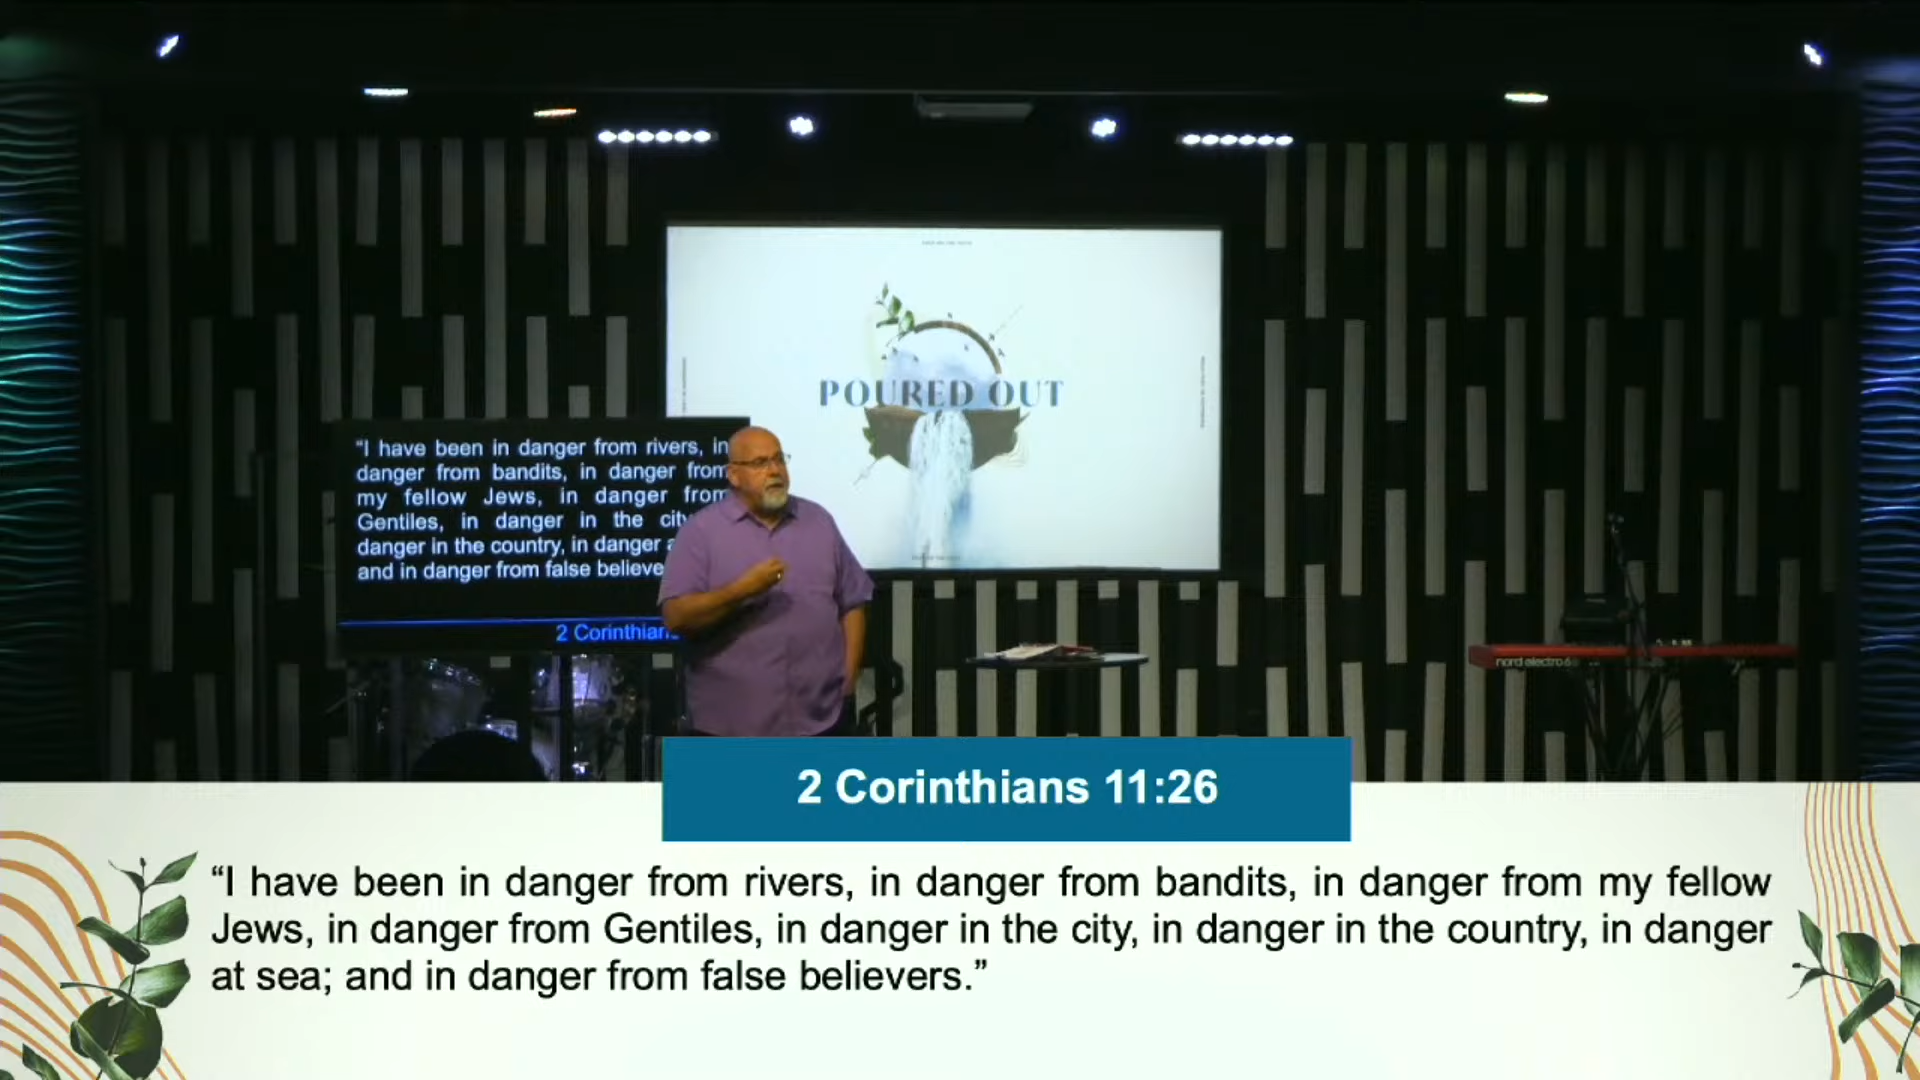 POURED OUT
“I have been in danger from rivers, in
danger from bandits, in danger from
my fellow Jews, in danger from
Gentiles, in danger in the city
danger in the country, in danger
and in danger from false believe
2 Corinthians
nord electro 6
2 Corinthians 11:26
“I have been in danger from rivers, in danger from bandits, in danger from my fellow
Jews, in danger from Gentiles, in danger in the city, in danger in the country, in danger
at sea; and in danger from false believers.”